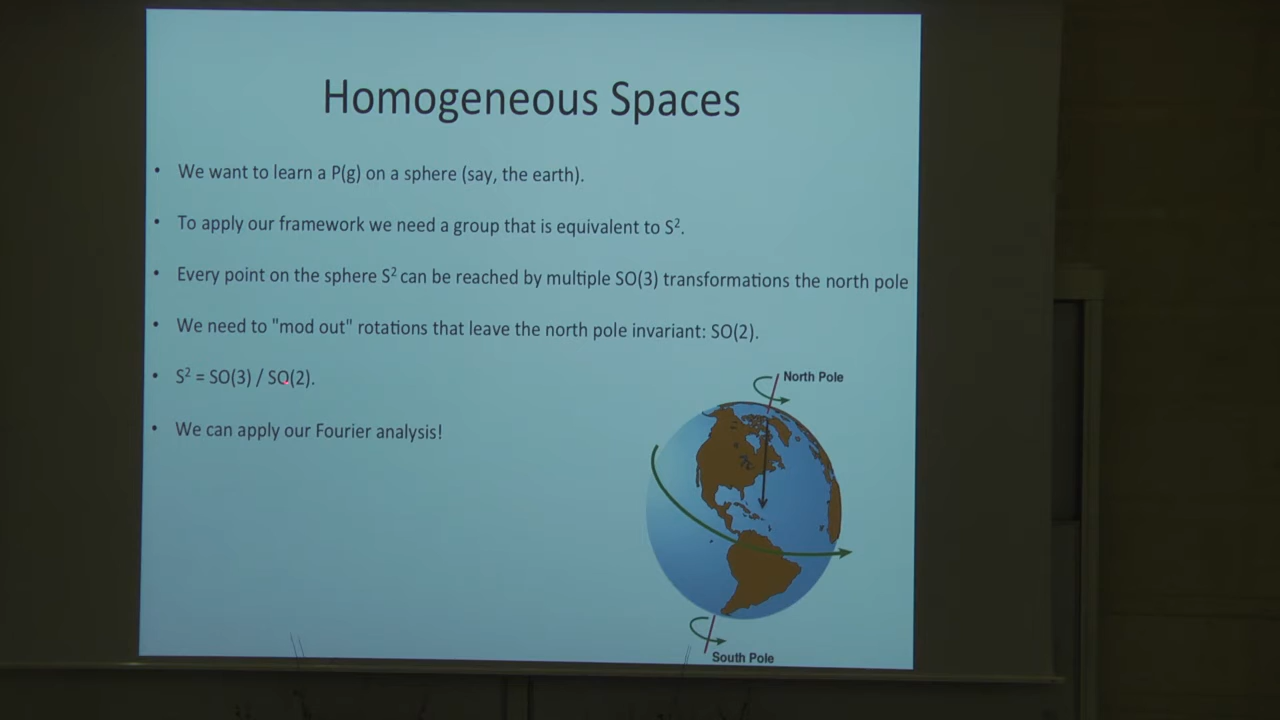 Homogeneous Spaces
• We want to learn a P(g) on a sphere (say, the earth).
• To apply our framework we need a group that is equivalent to S².
• Every point on the sphere S² can be reached by multiple SO(3) transformations the north pole
• We need to "mod out" rotations that leave the north pole invariant: SO(2).
• S² = SO(3) / SO(2).
• We can apply our Fourier analysis!
North Pole
South Pole